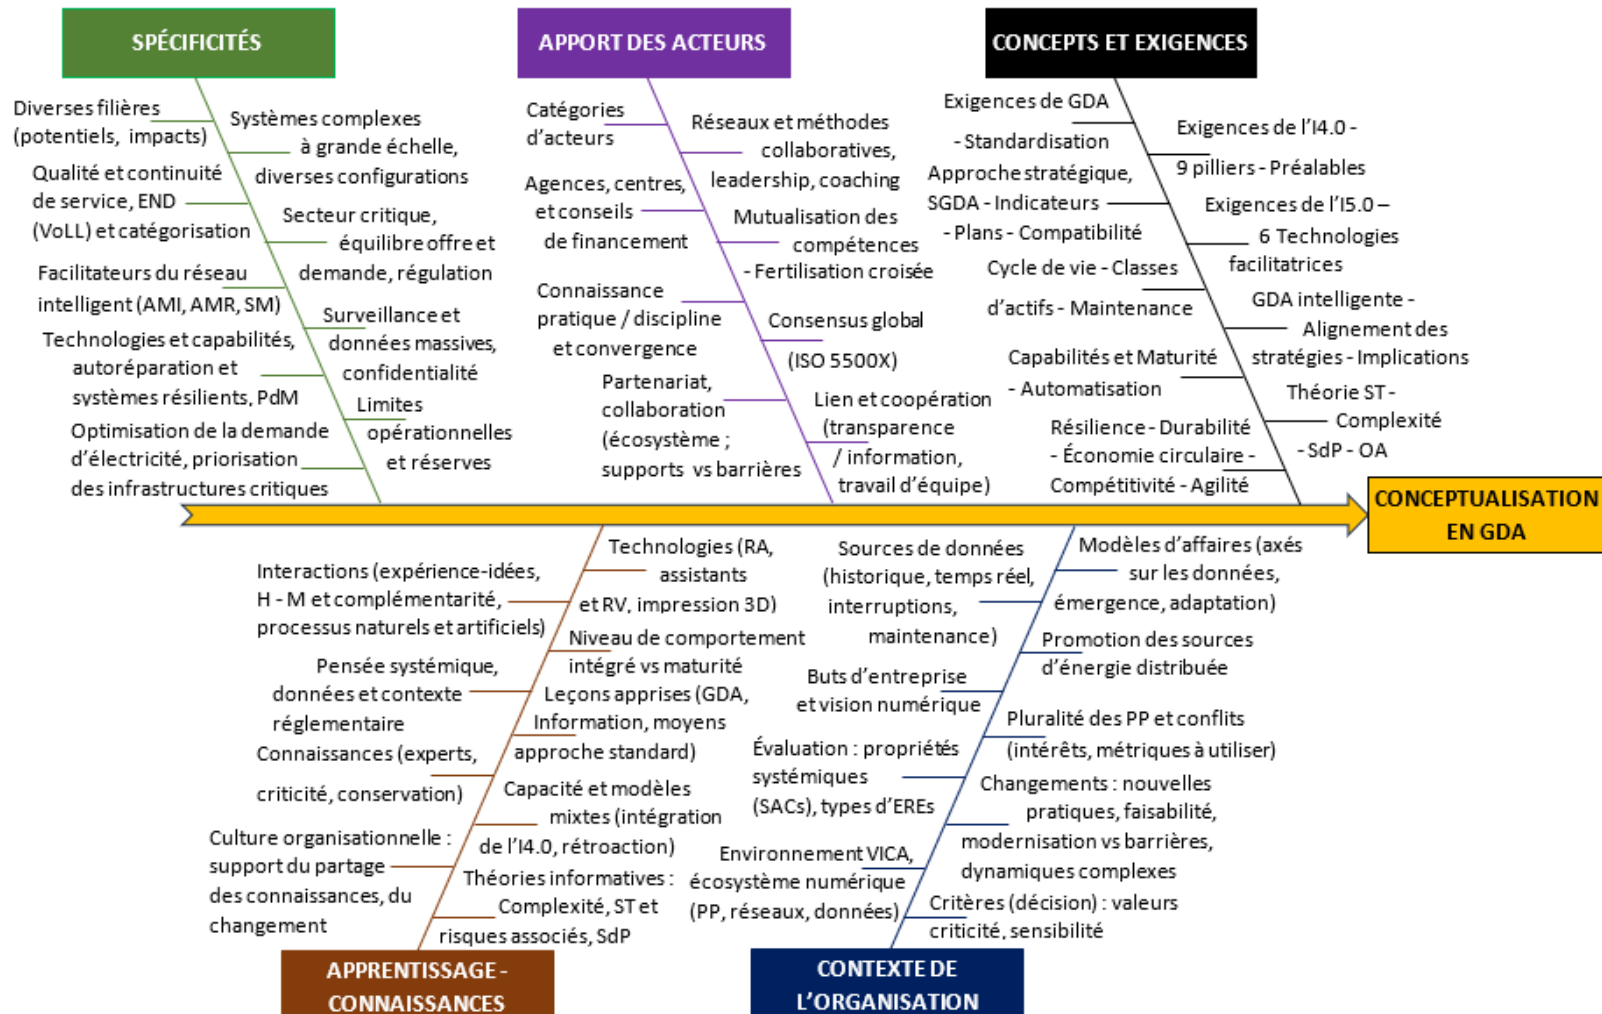 SPÉCIFICITÉS
Diverses filières
(potentiels, impacts)
Qualité et continuité
de service, END
(VoLL) et catégorisation
Facilitateurs du réseau
intelligent (AMI, AMR, SM)
Technologies et capabilités,
autoréparation et
systèmes résilients, PdM
Optimisation de la demande
d'électricité, priorisation
des infrastructures critiques
Systèmes complexes
à grande échelle,
diverses configurations
Secteur critique,
équilibre offre et
demande, régulation
Surveillance et
données massives,
confidentialité
Limites
opérationnelles
et réserves
APPORT DES ACTEURS
Catégories
d'acteurs
Agences, centres,
et conseils
de financement
Connaissance
pratique / discipline
et convergence
Partenariat,
collaboration
(écosystème ;
supports vs barrières
Réseaux et méthodes
collaboratives,
leadership, coaching
Mutualisation des
compétences
- Fertilisation croisée
Consensus global
(ISO 5500X)
Lien et coopération
(transparence
/ information,
travail d'équipe)
CONCEPTS ET EXIGENCES
Exigences de GDA
- Standardisation
Approche stratégique,
SGDA - Indicateurs
- Plans - Compatibilité
Cycle de vie - Classes
d'actifs - Maintenance
Capabilités et Maturité
- Automatisation
Résilience - Durabilité
- Économie circulaire -
Compétitivité - Agilité
Exigences de l'I4.0 -
9 pilliers - Préalables
Exigences de l'I5.0 –
6 Technologies
facilitatrices
GDA intelligente -
Alignement des
stratégies - Implications
Théorie ST -
Complexité
- SdP - OA
CONCEPTUALISATION
EN GDA
Interactions (expérience-idées,
H - M et complémentarité,
processus naturels et artificiels)
Pensée systémique,
données et contexte
réglementaire
Connaissances (experts,
criticité, conservation)
Culture organisationnelle :
support du partage
des connaissances, du
changement
Technologies (RA,
assistants
et RV, impression 3D)
Niveau de comportement
intégré vs maturité
Leçons apprises (GDA,
Information, moyens
approche standard)
Capacité et modèles
mixtes (intégration
de l'I4.0, rétroaction)
Théories informatives :
Complexité, ST et
risques associés, SdP
APPRENTISSAGE -
CONNAISSANCES
Sources de données
(historique, temps réel,
interruptions,
maintenance)
Buts d'entreprise
et vision numérique
Évaluation : propriétés
systémiques
(SACs), types d'EREs
Environnement VICA,
écosystème numérique
(PP, réseaux, données)
Modèles d'affaires (axés
sur les données,
émergence, adaptation)
Promotion des sources
d'énergie distribuée
Pluralité des PP et conflits
(intérêts, métriques à utiliser)
Changements : nouvelles
pratiques, faisabilité,
modernisation vs barrières,
dynamiques complexes
Critères (décision) : valeurs
criticité, sensibilité
CONTEXTE DE
L'ORGANISATION